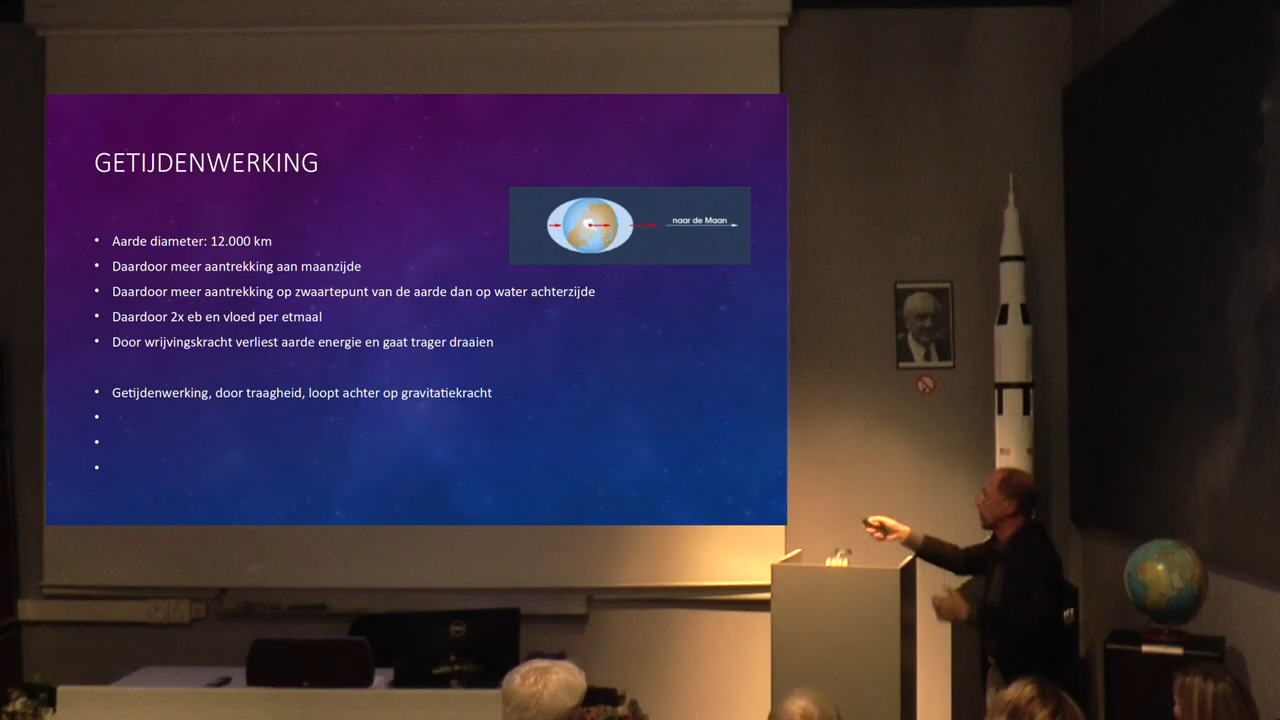 GETIJDENWERKING
naar de Maan
• Aarde diameter: 12.000 km
• Daardoor meer aantrekking aan maanzijde
• Daardoor meer aantrekking op zwaartepunt van de aarde dan op water achterzijde
• Daardoor 2x eb en vloed per etmaal
• Door wrijvingskracht verliest aarde energie en gaat trager draaien
• Getijdenwerking, door traagheid, loopt achter op gravitatiekracht